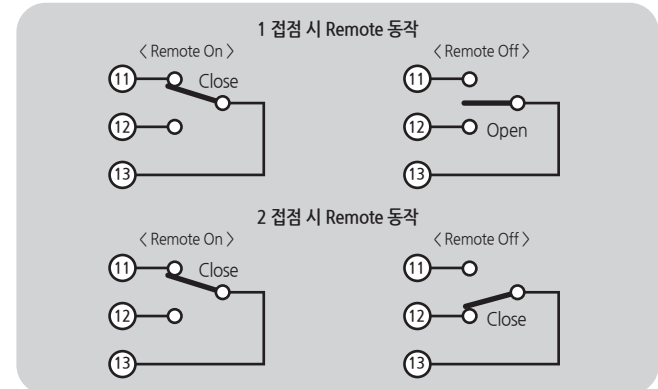 1 접점 시 Remote 동작
〈 Remote On 〉 〈 Remote Off 〉
11 Close 11
12 12 Open
13 13
2 접점 시 Remote 동작
〈 Remote On 〉 〈 Remote Off 〉
11 Close 11
12 12 Close
13 13